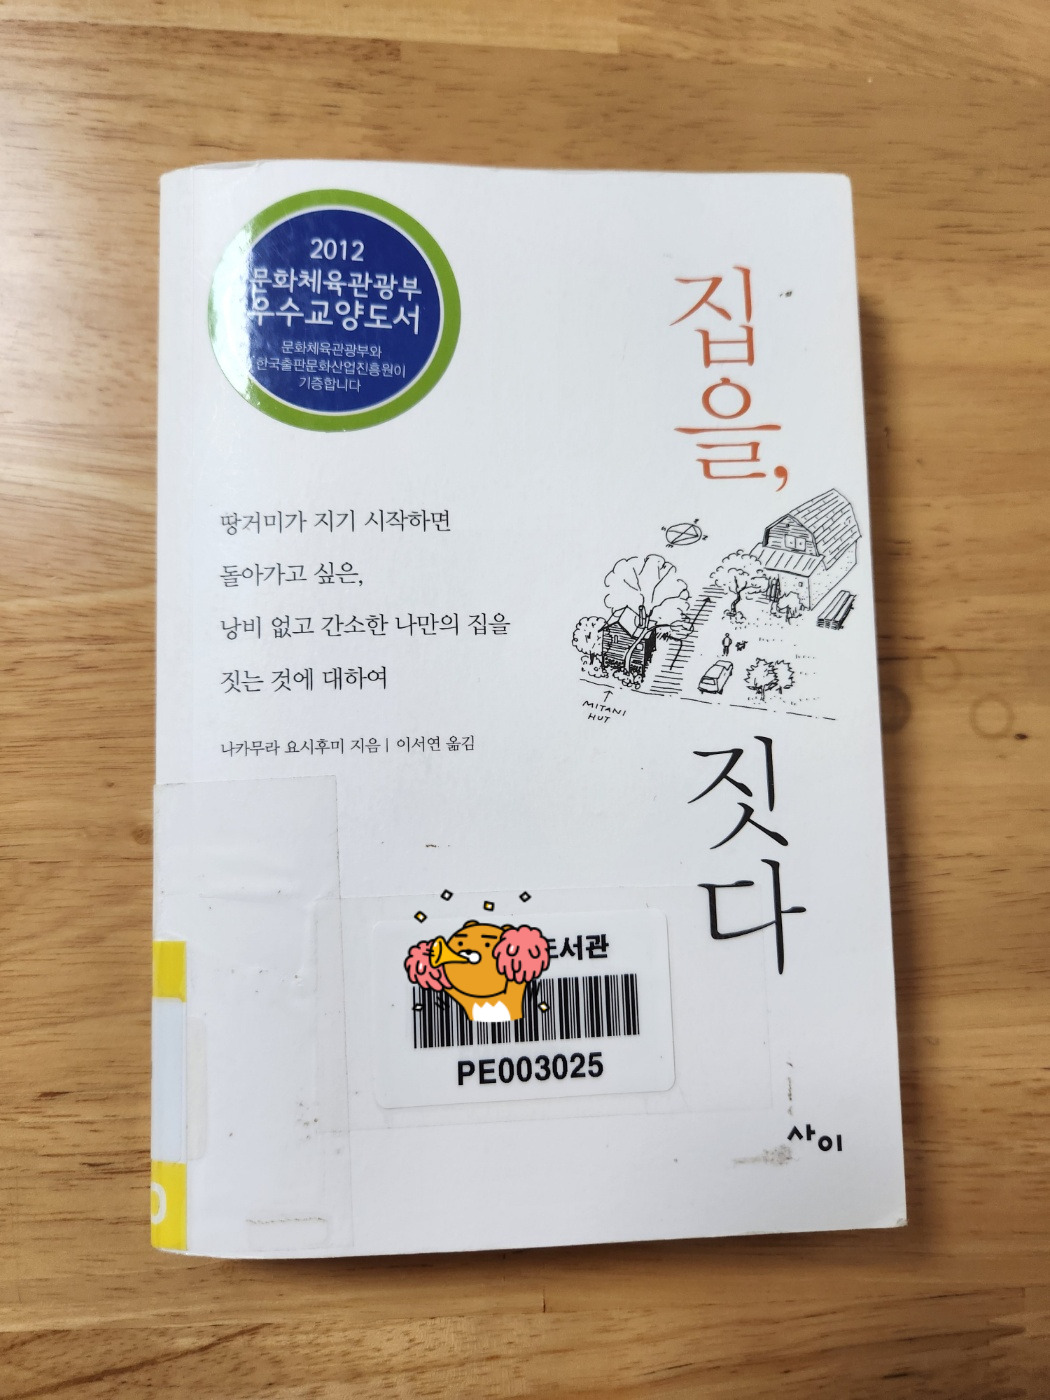 2012
문화체육관광부
우수교양도서
문화체육관광부와
한국출판문화산업진흥원이
기증합니다
집을,
땅거미가 지기 시작하면
돌아가고 싶은,
낭비 없고 간소한 나만의 집을
짓는 것에 대하여
나카무라 요시후미 지음 | 이서연 옮김
MITANI
HUT
짓다
도서관
PE003025
사이